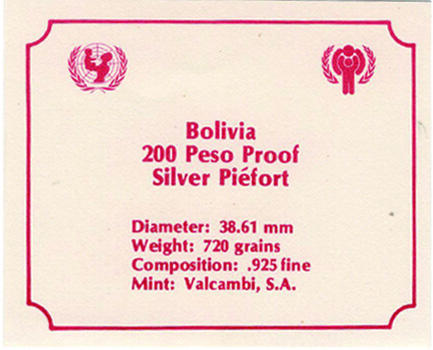 Bolivia
200 Peso Proof
Silver Piéfort
Diameter: 38.61 mm
Weight: 720 grains
Composition: .925 fine
Mint: Valcambi, S.A.